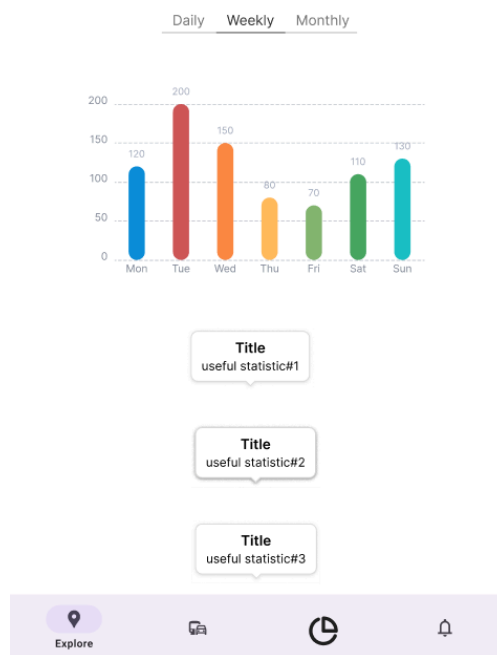 Daily Weekly Monthly
200
200
150
150
130
120
110
100
80
70
50
0
Mon Tue Wed Thu Fri Sat Sun
Title
useful statistic#1
Title
useful statistic#2
Title
useful statistic#3
Explore